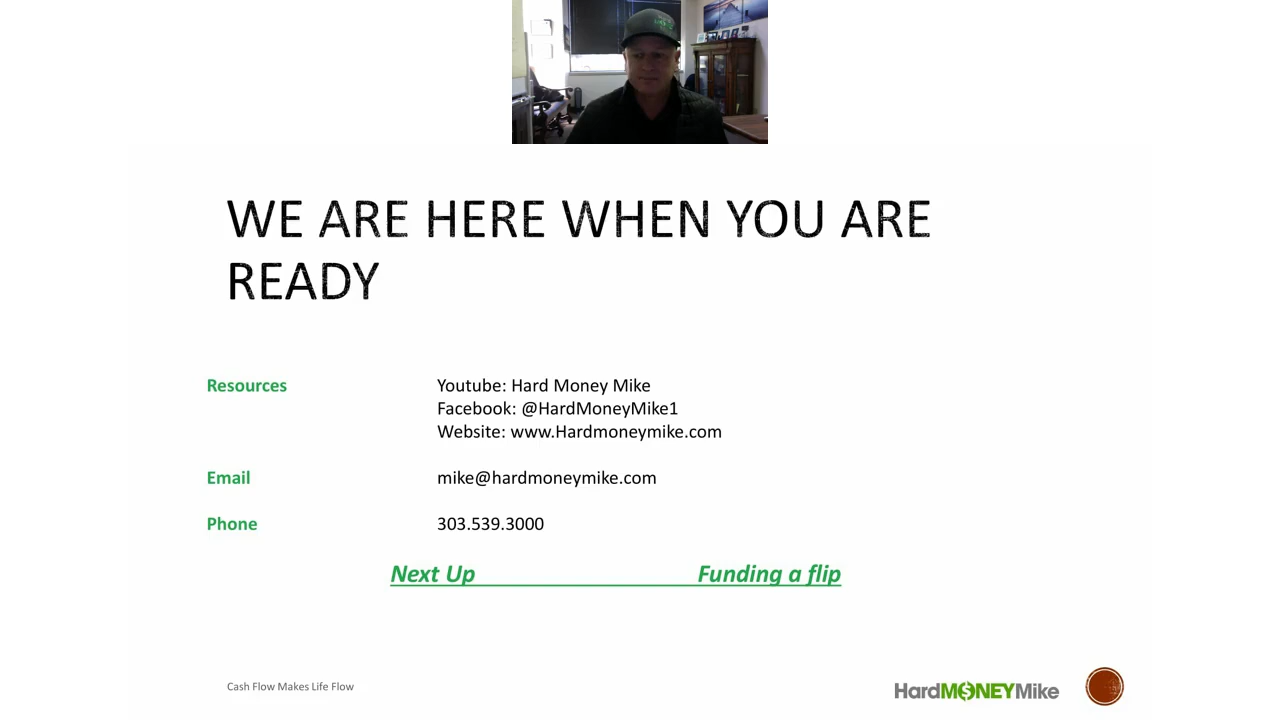 WE ARE HERE WHEN YOU ARE
READY
Resources Youtube: Hard Money Mike
Facebook: @HardMoneyMike1
Website: www.Hardmoneymike.com
Email mike@hardmoneymike.com
Phone 303.539.3000
Next Up Funding a flip
Cash Flow Makes Life Flow
HardMONEYMike